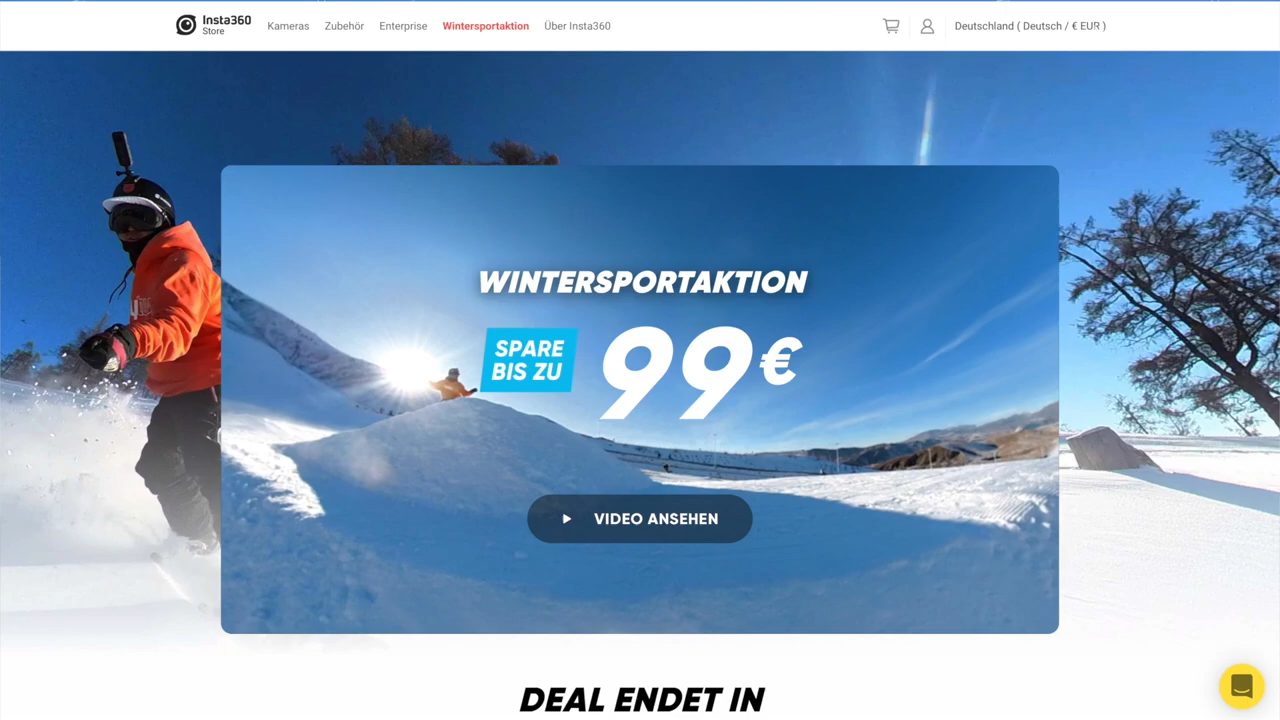 Insta360
Store
Kameras
Zubehör
Enterprise
Wintersportaktion
Über Insta360
Deutschland ( Deutsch / € EUR )
WINTERSPORTAKTION
SPARE
BIS ZU
99€
VIDEO ANSEHEN
DEAL ENDET IN